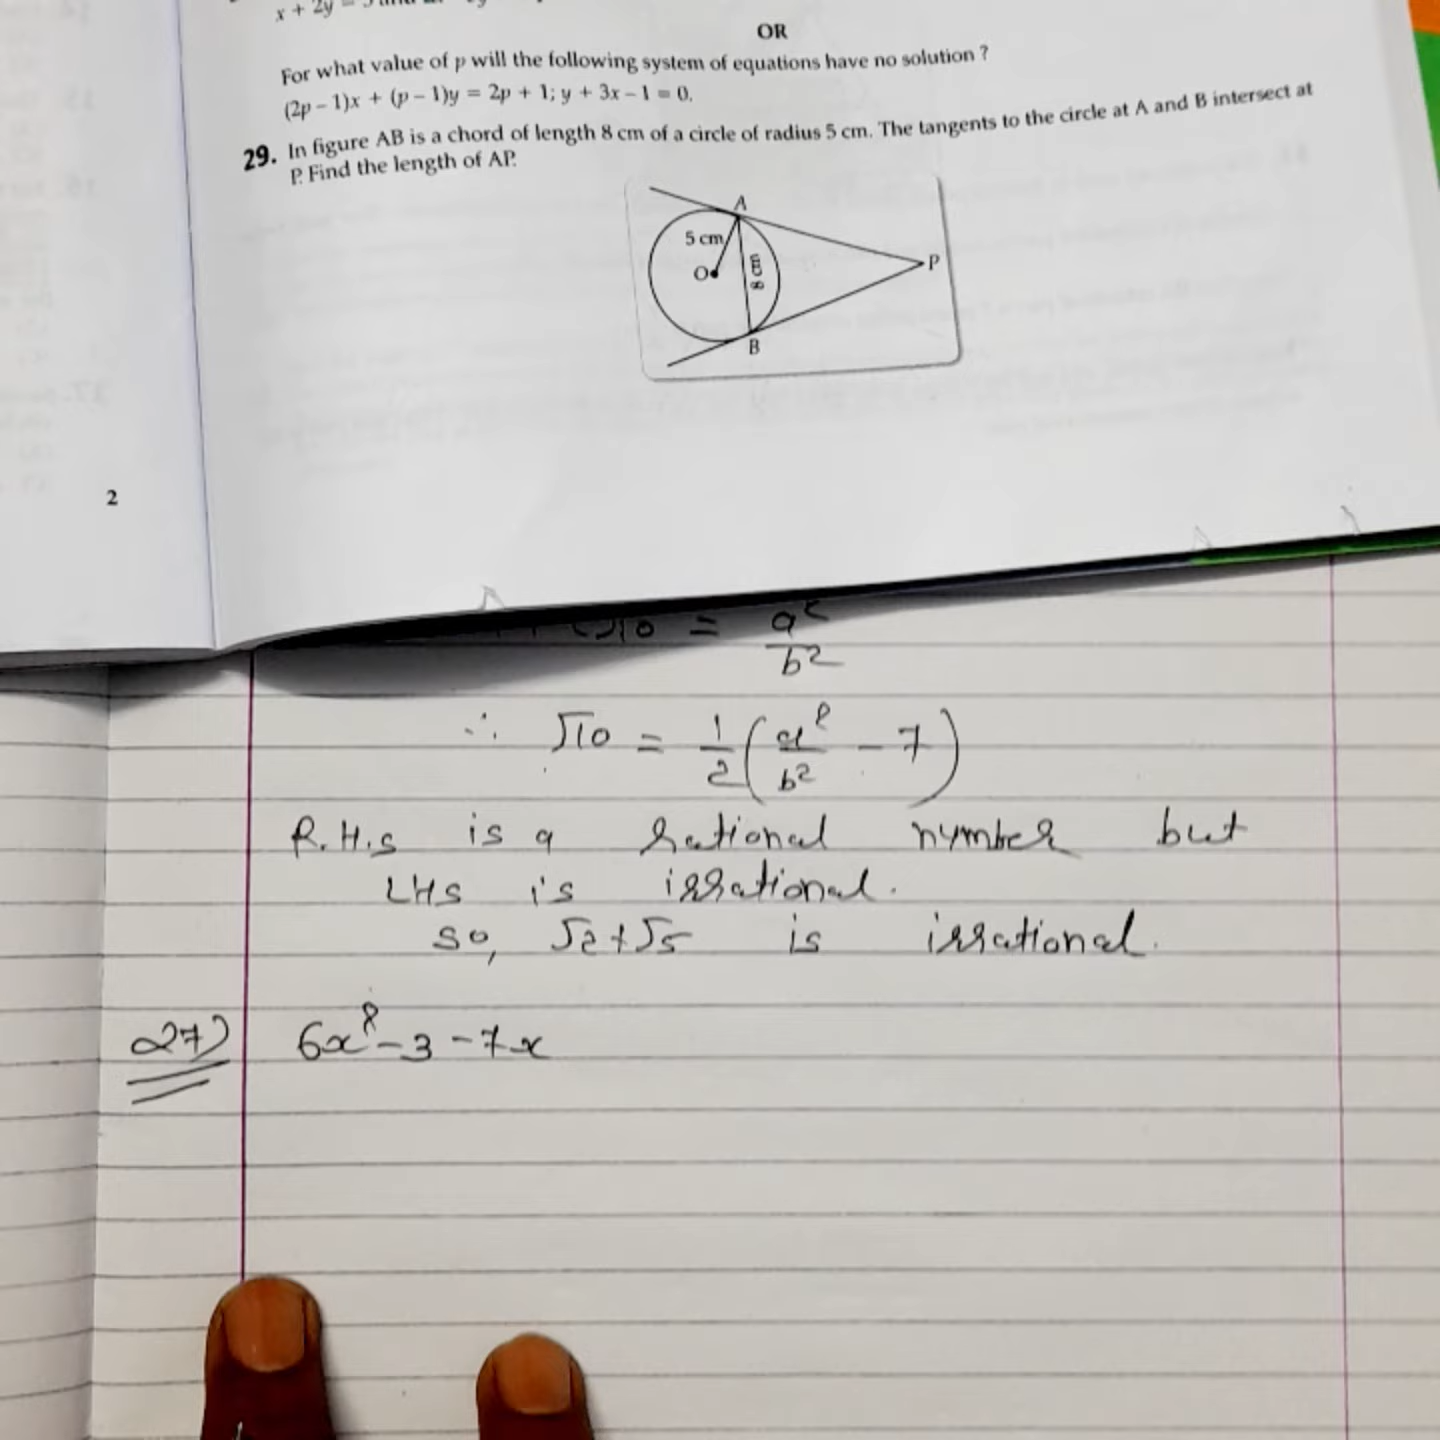 x + 2y =
OR
For what value of p will the following system of equations have no solution ?
(2p – 1)x + (p – 1)y = 2p + 1; y + 3x – 1 = 0.
29. In figure AB is a chord of length 8 cm of a circle of radius 5 cm. The tangents to the circle at A and B intersect at
P. Find the length of AP.
A
5 cm
O
8 cm
P
B
2
√10 = a²/b²
∴ √10 = 1/2 (a²/b² – 7)
R.H.S is a rational number but
LHS is irrational.
so, √2+√5 is irrational.
27) 6x² – 3 – 7x